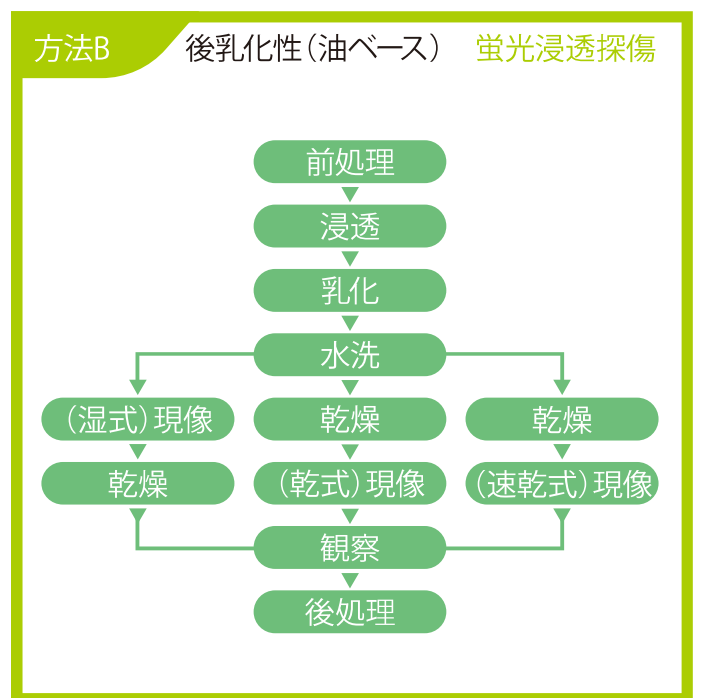 方法B 後乳化性（油ベース） 蛍光浸透探傷
前処理
浸透
乳化
水洗
（湿式）現像 乾燥 乾燥
乾燥 （乾式）現像 （速乾式）現像
観察
後処理